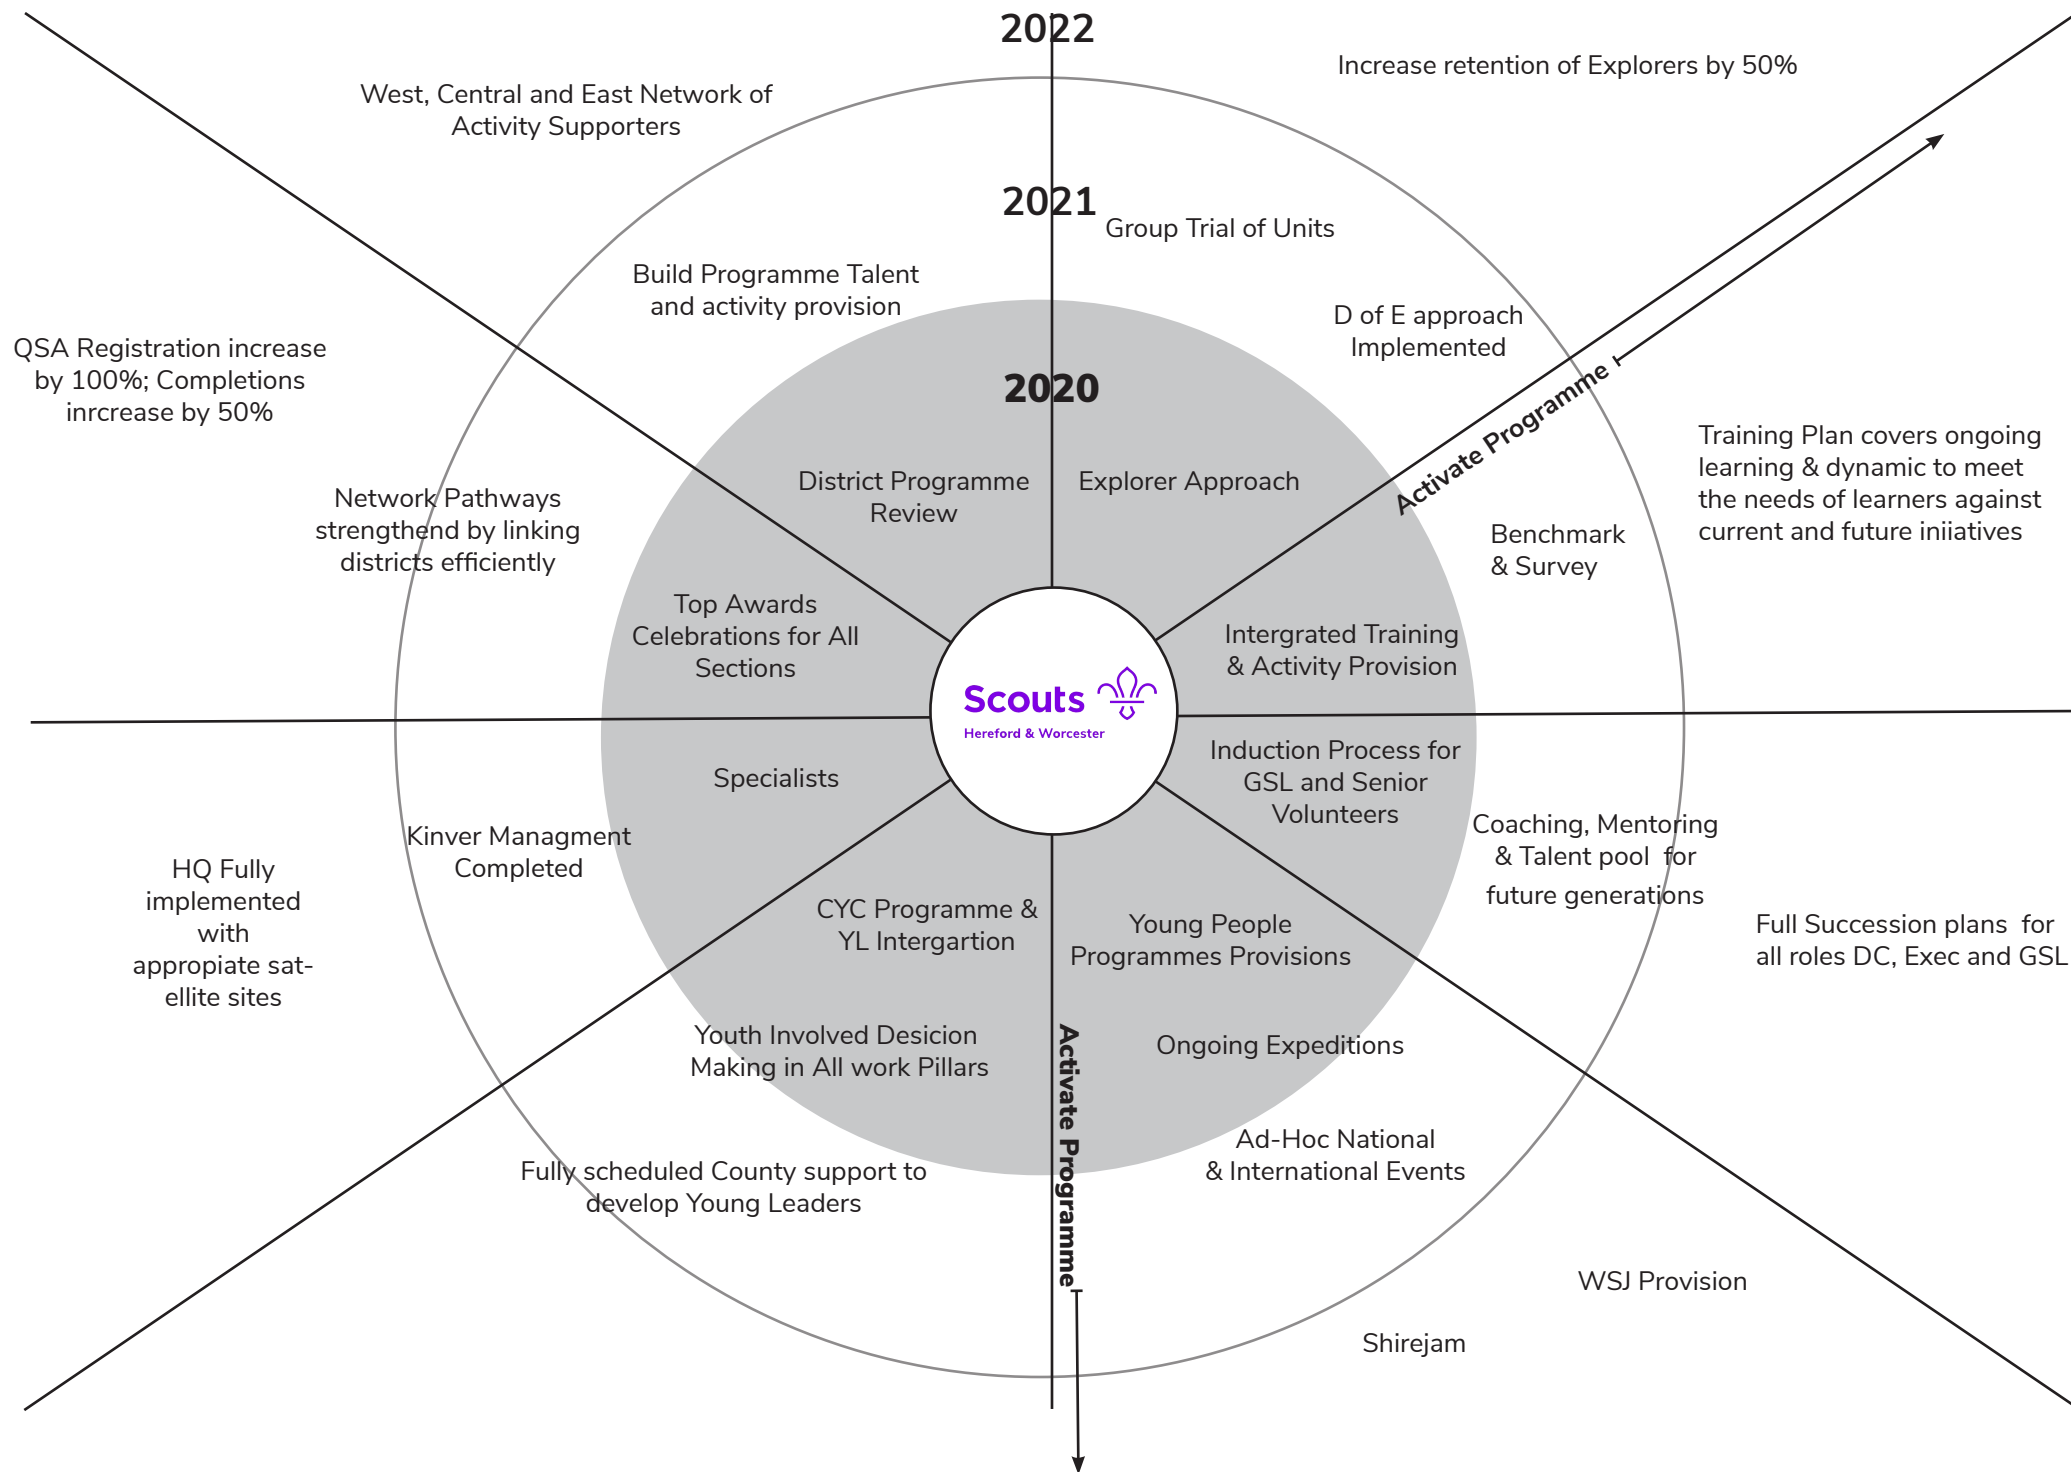 2022
Increase retention of Explorers by 50%
West, Central and East Network of
Activity Supporters
2021
Group Trial of Units
Build Programme Talent
and activity provision
D of E approach
Implemented
QSA Registration increase
by 100%; Completions
inrcrease by 50%
2020
Activate Programme
Training Plan covers ongoing
learning & dynamic to meet
the needs of learners against
current and future iniiatives
District Programme
Review
Explorer Approach
Network Pathways
strengthend by linking
districts efficiently
Benchmark
& Survey
Top Awards
Celebrations for All
Sections
Intergrated Training
& Activity Provision
Scouts
Hereford & Worcester
Specialists
Induction Process for
GSL and Senior
Volunteers
Kinver Managment
Completed
Coaching, Mentoring
& Talent pool  for
future generations
HQ Fully
implemented
with
appropiate sat-
ellite sites
CYC Programme &
YL Intergartion
Young People
Programmes Provisions
Full Succession plans  for
all roles DC, Exec and GSL
Youth Involved Desicion
Making in All work Pillars
Activate Programme
Ongoing Expeditions
Fully scheduled County support to
develop Young Leaders
Ad-Hoc National
& International Events
WSJ Provision
Shirejam